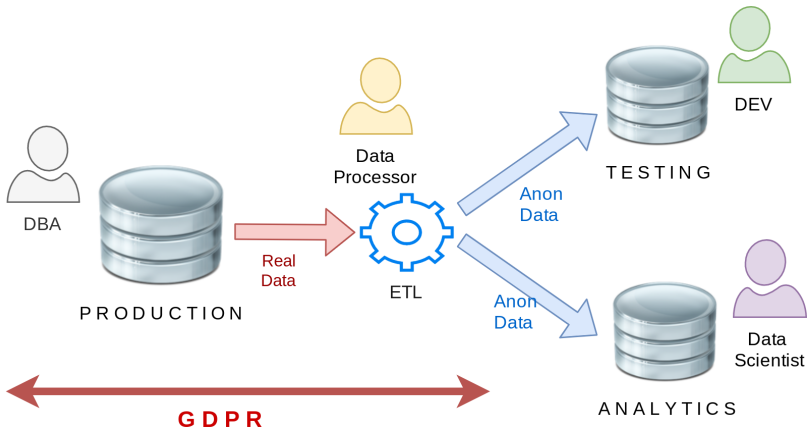 DEV
TESTING
Data
Processor
DBA
Anon
Data
Real
Data
ETL
PRODUCTION
Anon
Data
Data
Scientist
ANALYTICS
GDPR